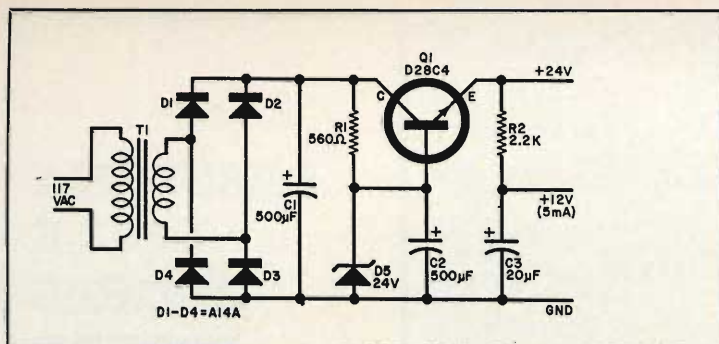 Q1
D28C4
+24V
D1
D2
C
E
T1
R1
560Ω
R2
2.2K
117
VAC
+
C1
500µF
+12V
(5mA)
D4
D3
D5
24V
+
C2
500µF
+
C3
20µF
D1-D4=A14A
GND